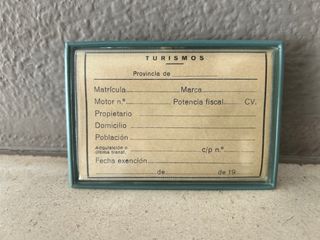 TURISMOS
Provincia de
Matrícula Marca
Motor n.º Potencia fiscal CV.
Propietario
Domicilio
Población
Adquisición o
última transf. c/p n.º
Fecha exención
de de 19